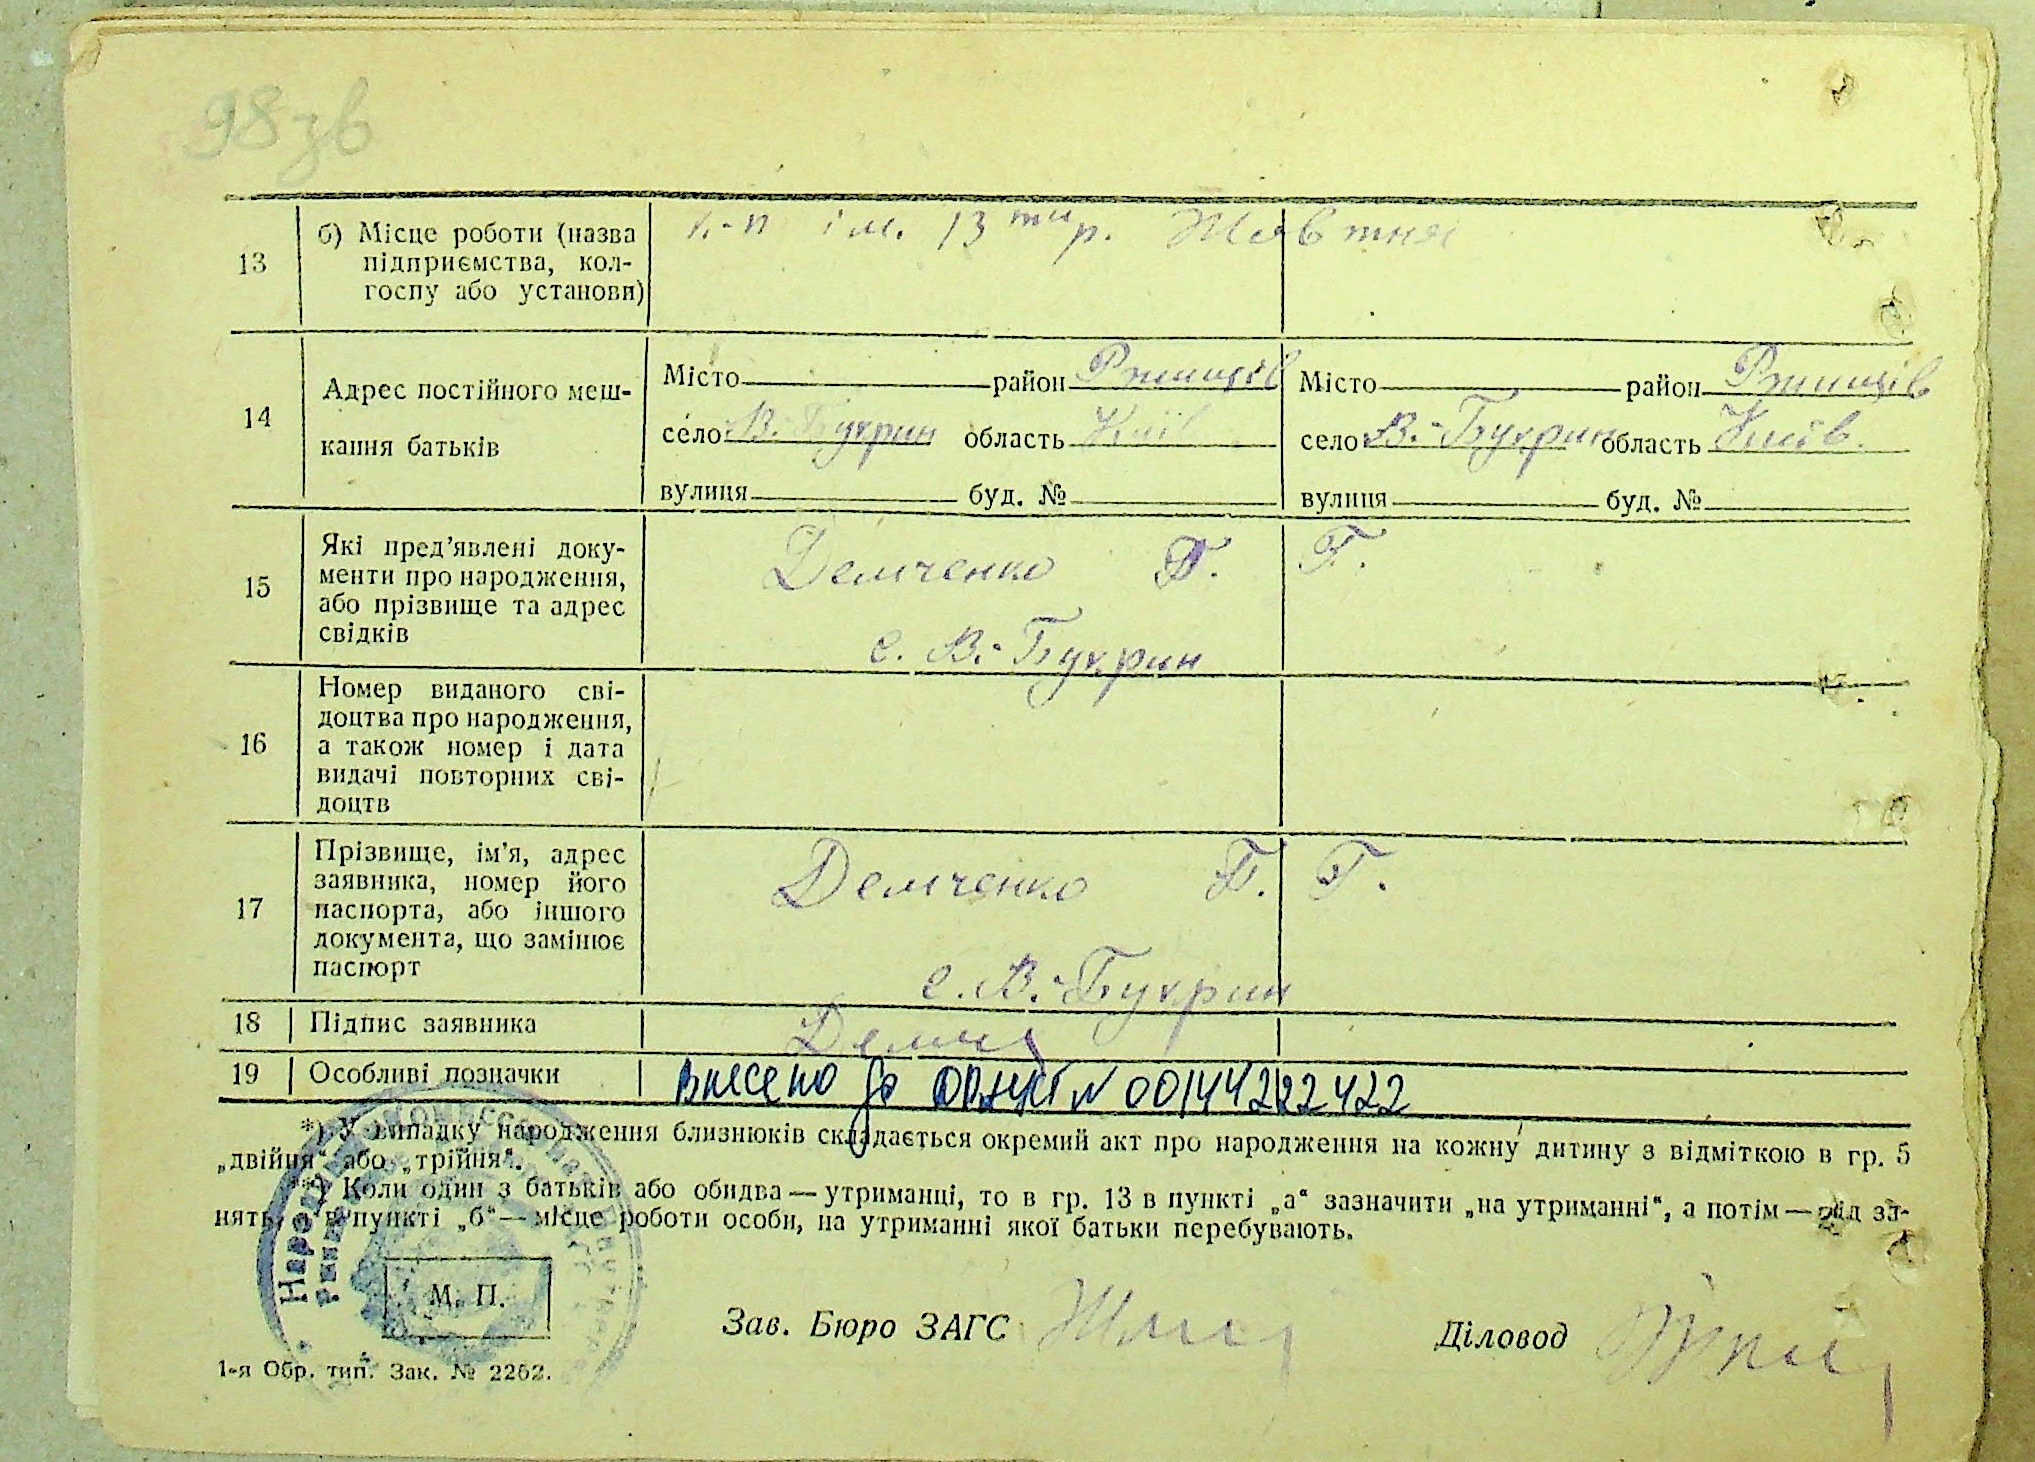 98зв
13
б) Місце роботи (назва
підприємства, кол-
госпу або установи)
к-п ім. 13 тир. Жовтня
14
Адрес постійного меш-
кання батьків
Місто район Ржищів
село В.-Букрин область Київ
вулиця буд. №
Місто район Ржищів
село В.-Букрин область Київ.
вулиця буд. №
15
Які пред'явлені доку-
менти про народження,
або прізвище та адрес
свідків
Демченко Г. Г.
с. В.-Букрин
16
Номер виданого сві-
доцтва про народження,
а також номер і дата
видачі повторних сві-
доцтв
17
Прізвище, ім'я, адрес
заявника, номер його
паспорта, або іншого
документа, що замінює
паспорт
Демченко Г. Г.
с. В.-Букрин
18 Підпис заявника
19 Особливі позначки
Внесено до ДРАЦСГ N 00144222422
*) У випадку народження близнюків складається окремий акт про народження на кожну дитину з відміткою в гр. 5
„двійня“ або „трійня“.
**) Коли один з батьків або обидва — утриманці, то в гр. 13 в пункті „а“ зазначити „на утриманні“, а потім — рід за-
нять, а в пункті „б“ — місце роботи особи, на утриманні якої батьки перебувають.
М. П.
Зав. Бюро ЗАГС
Діловод
1-я Обр. тип. Зак. № 2262.